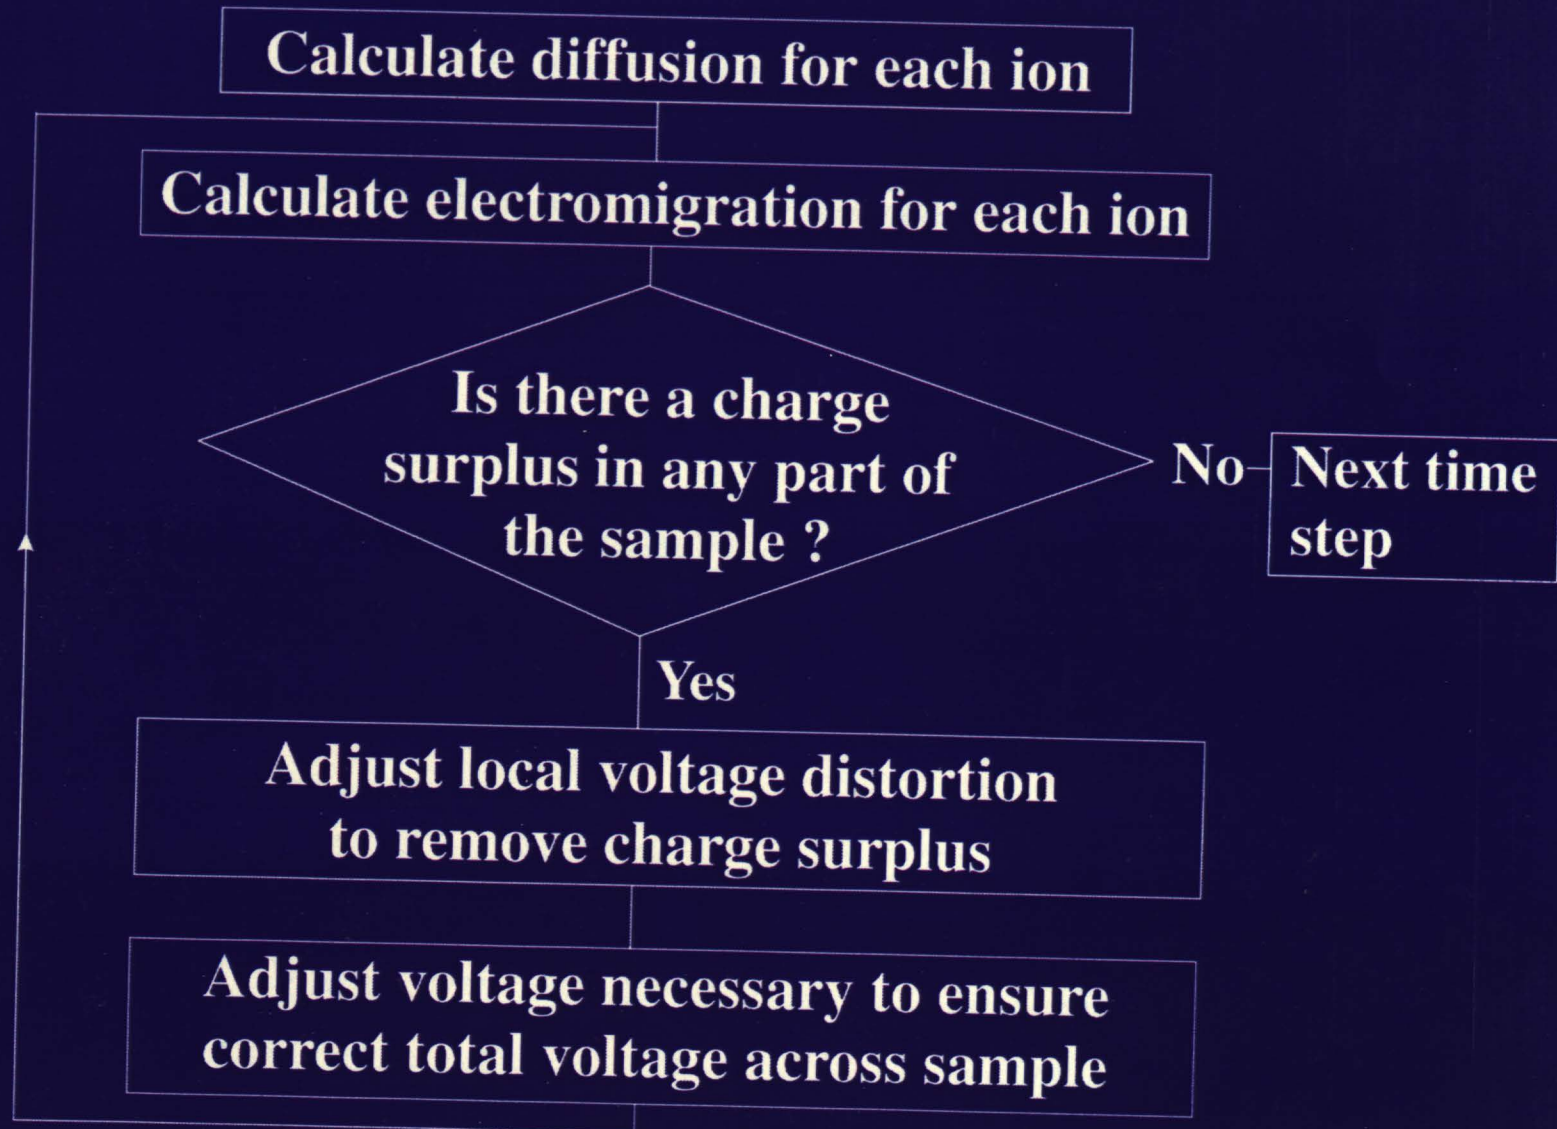 Calculate diffusion for each ion
Calculate electromigration for each ion
Is there a charge
surplus in any part of
the sample ?
No
Next time
step
Yes
Adjust local voltage distortion
to remove charge surplus
Adjust voltage necessary to ensure
correct total voltage across sample